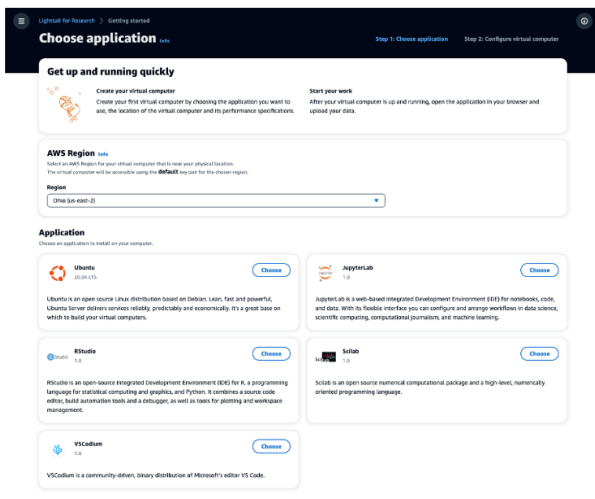 Lightsail for Research > Getting started
Choose application Info
Step 1: Choose application
Step 2: Configure virtual computer
Get up and running quickly
Create your virtual computer
Create your first virtual computer by choosing the application you want to
use, the location of the virtual computer and its performance specifications.
Start your work
After your virtual computer is up and running, open the application in your browser and
upload your data.
AWS Region Info
Select an AWS Region for your virtual computer that is near your physical location.
The virtual computer will be accessible using the default key pair for the chosen region.
Region
Ohio (us-east-2)
Application
Choose an application to install on your computer.
Ubuntu
20.04 LTS
Choose
Ubuntu is an open source Linux distribution based on Debian. Lean, fast and powerful,
Ubuntu Server delivers services reliably, predictably and economically. It's a great base on
which to build your virtual computers.
jupyter
JupyterLab
1.0
Choose
JupyterLab is a web-based Integrated Development Environment (IDE) for notebooks, code,
and data. With its flexible interface you can configure and arrange workflows in data science,
scientific computing, computational journalism, and machine learning.
R Studio
RStudio
1.0
Choose
RStudio is an open-source Integrated Development Environment (IDE) for R, a programming
language for statistical computing and graphics, and Python. It combines a source code
editor, build automation tools and a debugger, as well as tools for plotting and workspace
management.
Scilab
Scilab
1.0
Choose
Scilab is an open source numerical computational package and a high-level, numerically
oriented programming language.
VSCodium
1.0
Choose
VSCodium is a community-driven, binary distribution of Microsoft's editor VS Code.